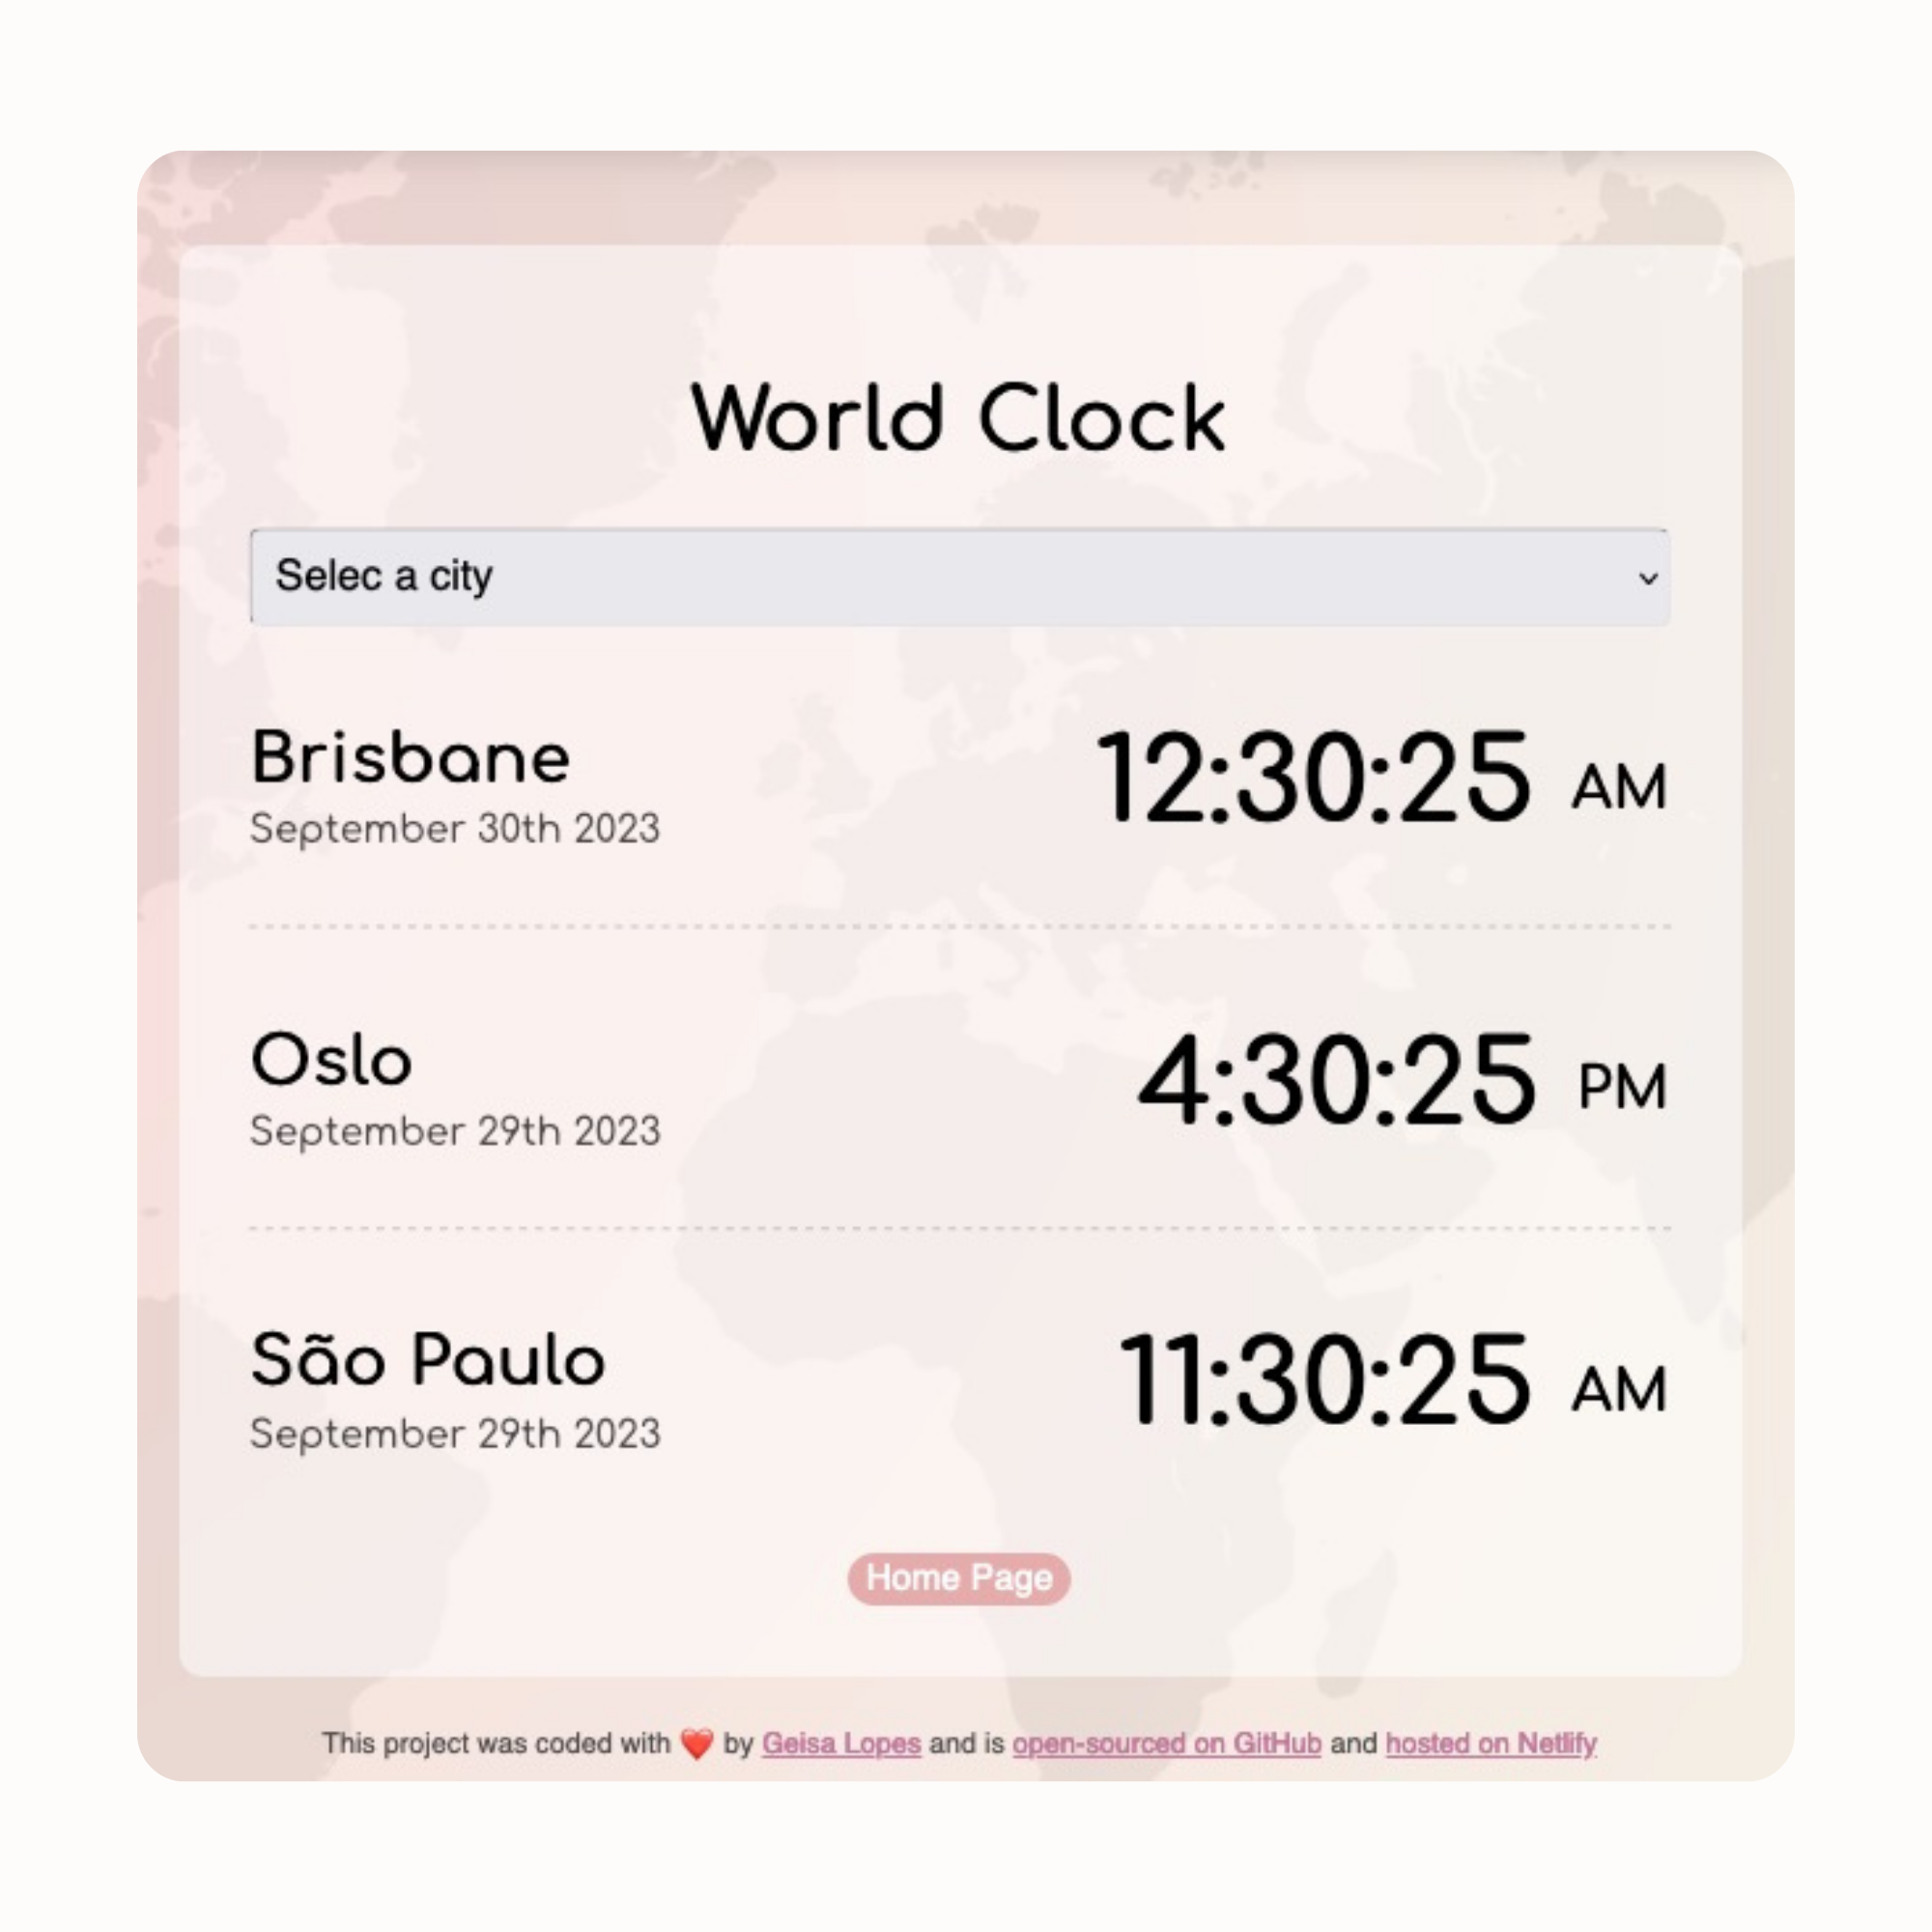 World Clock
Selec a city
Brisbane
12:30:25 AM
September 30th 2023
Oslo
4:30:25 PM
September 29th 2023
São Paulo
11:30:25 AM
September 29th 2023
Home Page
This project was coded with ❤️ by Geisa Lopes and is open-sourced on GitHub and hosted on Netlify